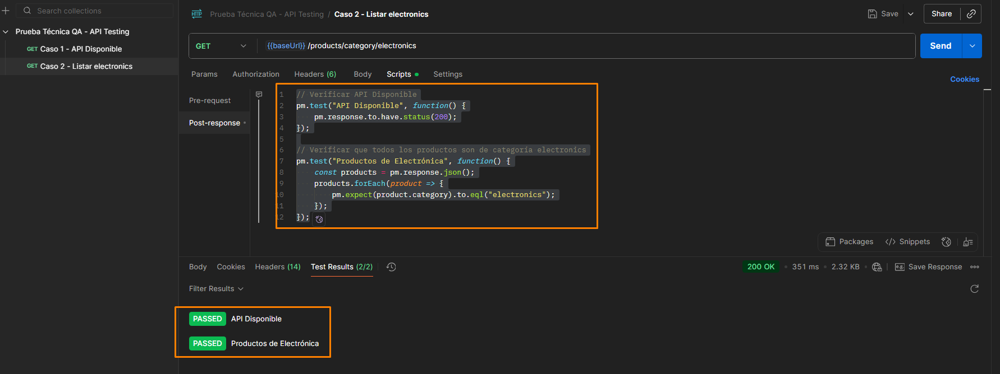 Search collections
Prueba Técnica QA - API Testing
GET Caso 1 - API Disponible
GET Caso 2 - Listar electronics
HTTP Prueba Técnica QA - API Testing / Caso 2 - Listar electronics
Save
Share
GET
{{baseUrl}} /products/category/electronics
Send
Params Authorization Headers (6) Body Scripts Settings
Cookies
Pre-request
Post-response
1 // Verificar API Disponible
2 pm.test("API Disponible", function() {
3 pm.response.to.have.status(200);
4 });
5
6 // Verificar que todos los productos son de categoría electronics
7 pm.test("Productos de Electrónica", function() {
8 const products = pm.response.json();
9 products.forEach(product => {
10 pm.expect(product.category).to.eql("electronics");
11 });
12 });
Packages </> Snippets
Body Cookies Headers (14) Test Results (2/2)
200 OK 351 ms 2.32 KB e.g. Save Response
Filter Results
PASSED API Disponible
PASSED Productos de Electrónica